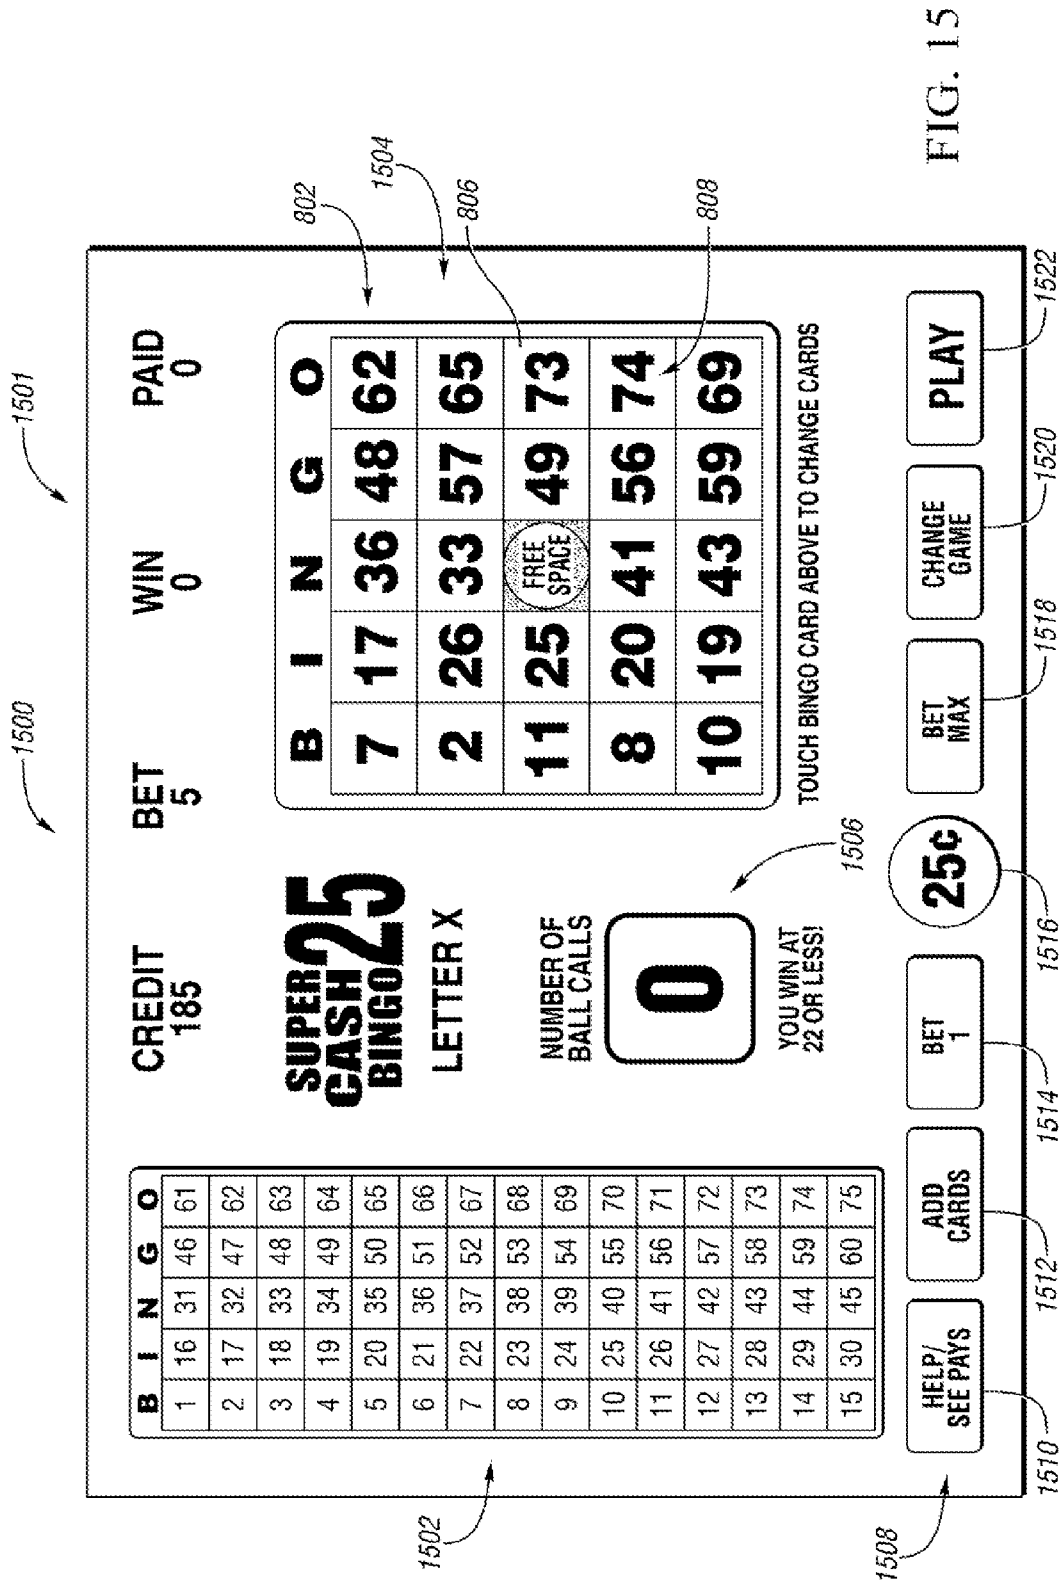 1500
1501
CREDIT
185
BET
5
WIN
0
PAID
0
B I N G O
1 16 31 46 61
2 17 32 47 62
3 18 33 48 63
4 19 34 49 64
5 20 35 50 65
6 21 36 51 66
7 22 37 52 67
8 23 38 53 68
9 24 39 54 69
10 25 40 55 70
11 26 41 56 71
12 27 42 57 72
13 28 43 58 73
14 29 44 59 74
15 30 45 60 75
1502
SUPER
CASH 25
BINGO
LETTER X
NUMBER OF
BALL CALLS
0
YOU WIN AT
22 OR LESS!
1506
B I N G O
7 17 36 48 62
2 26 33 57 65
11 25 FREE SPACE 49 73
8 20 41 56 74
10 19 43 59 69
TOUCH BINGO CARD ABOVE TO CHANGE CARDS
802
1504
806
808
1508
HELP/
SEE PAYS
ADD
CARDS
BET
1
25¢
BET
MAX
CHANGE
GAME
PLAY
1510
1512
1514
1516
1518
1520
1522
FIG. 15